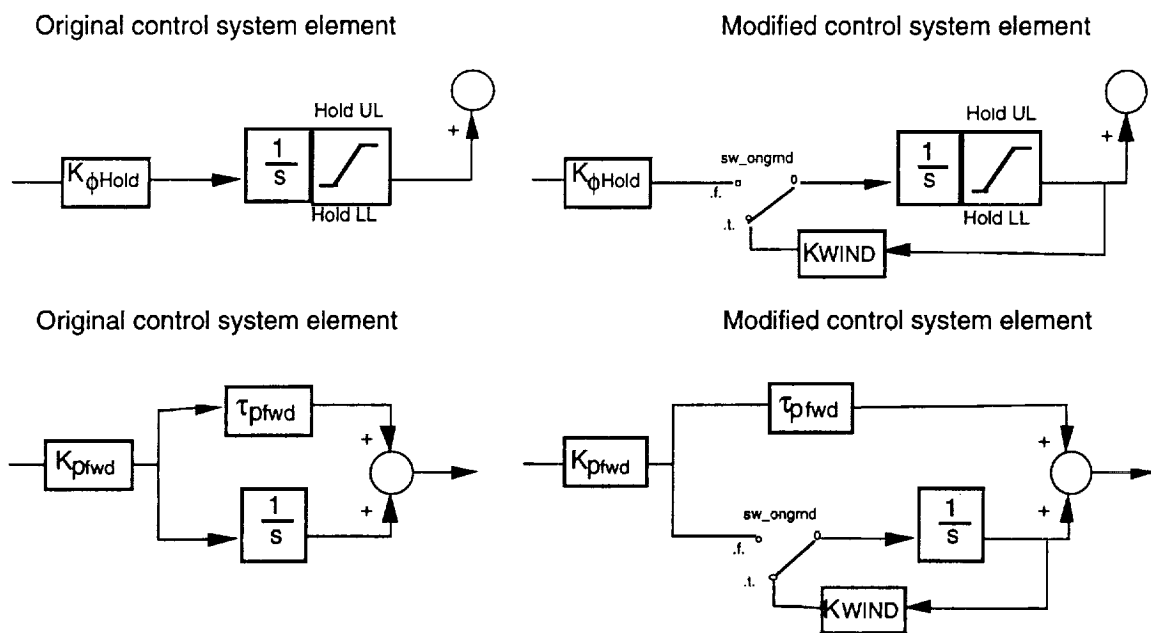 Original control system element
Modified control system element
Hold UL
KφHold
1/s
Hold LL
+
Hold UL
KφHold
sw_ongrnd
.f.
.t.
1/s
Hold LL
+
KWIND
Original control system element
Modified control system element
τpfwd
Kpfwd
+
1/s
+
τpfwd
Kpfwd
+
sw_ongrnd
.f.
.t.
1/s
+
KWIND